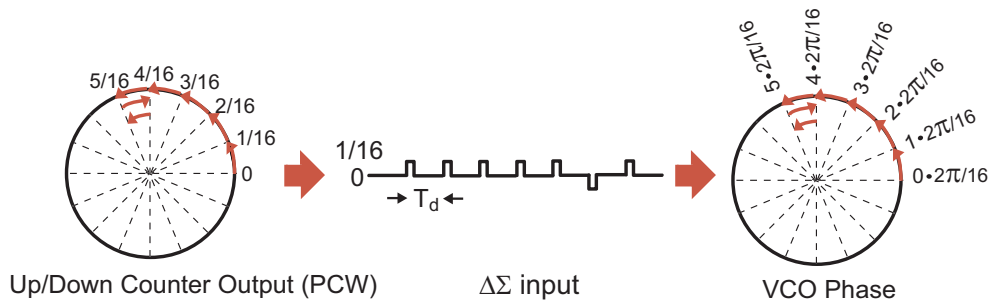 5/16
4/16
3/16
2/16
1/16
0
Up/Down Counter Output (PCW)
1/16
0
T_d
ΔΣ input
5•2π/16
4•2π/16
3•2π/16
2•2π/16
1•2π/16
0•2π/16
VCO Phase